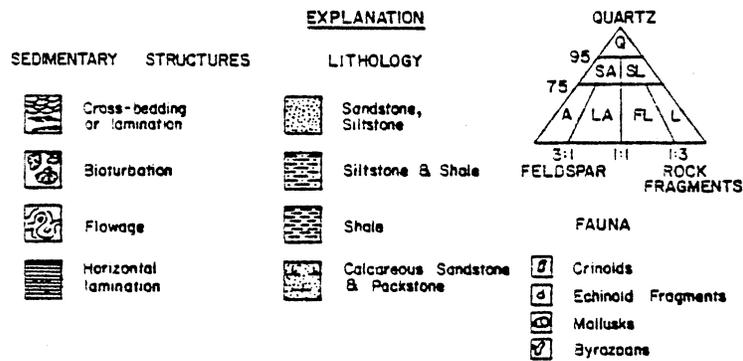 EXPLANATION
SEDIMENTARY STRUCTURES
Cross-bedding
or lamination
Bioturbation
Flowage
Horizontal
lamination
LITHOLOGY
Sandstone,
Siltstone
Siltstone & Shale
Shale
Calcareous Sandstone
& Packstone
QUARTZ
Q
95
SA SL
75
A LA FL L
3:1 1:1 1:3
FELDSPAR ROCK
FRAGMENTS
FAUNA
Crinoids
Echinoid Fragments
Mollusks
Byrozoans